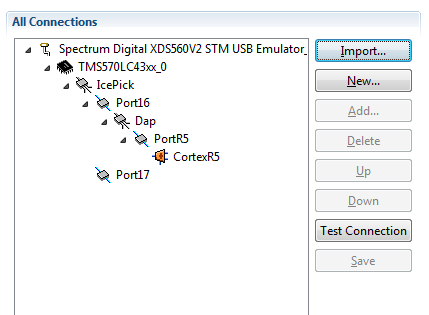 All Connections
Spectrum Digital XDS560V2 STM USB Emulator_
TMS570LC43xx_0
IcePick
Port16
Dap
PortR5
CortexR5
Port17
Import...
New...
Add...
Delete
Up
Down
Test Connection
Save